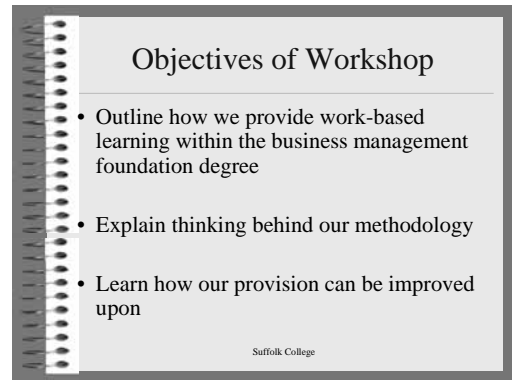 Objectives of Workshop
• Outline how we provide work-based
learning within the business management
foundation degree
• Explain thinking behind our methodology
• Learn how our provision can be improved
upon
Suffolk College